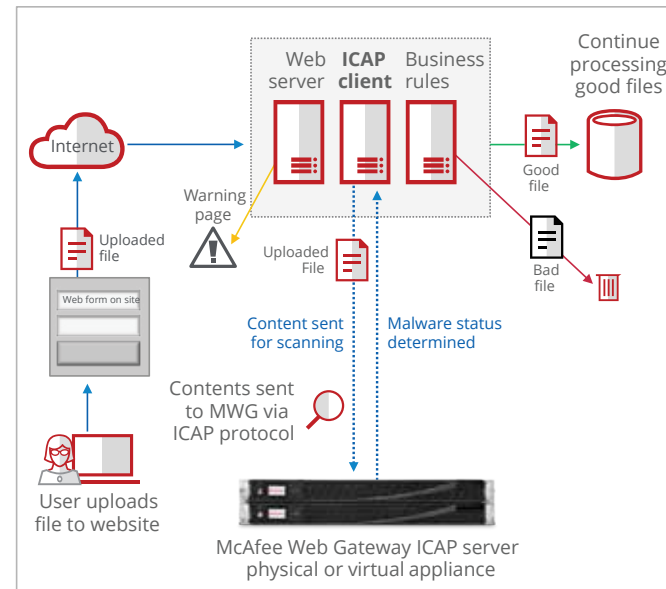 Web
server
ICAP
client
Business
rules
Continue
processing
good files
Internet
Good
file
Warning
page
Uploaded
file
Uploaded
File
Bad
file
Web form on site
Content sent
for scanning
Malware status
determined
Contents sent
to MWG via
ICAP protocol
User uploads
file to website
McAfee Web Gateway ICAP server
physical or virtual appliance